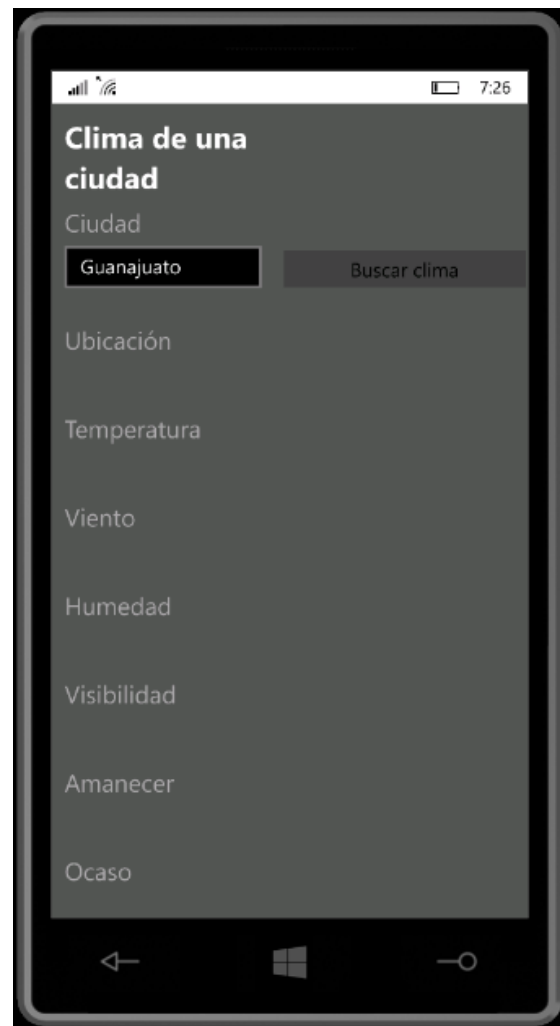 7:26
Clima de una
ciudad
Ciudad
Guanajuato
Buscar clima
Ubicación
Temperatura
Viento
Humedad
Visibilidad
Amanecer
Ocaso